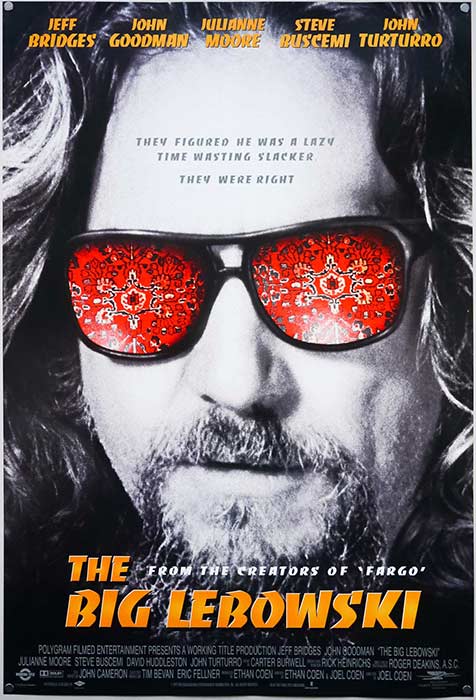 JEFF BRIDGES
JOHN GOODMAN
JULIANNE MOORE
STEVE BUSCEMI
JOHN TURTURRO
THEY FIGURED HE WAS A LAZY
TIME WASTING SLACKER
THEY WERE RIGHT
FROM THE CREATORS OF 'FARGO'
THE
BIG LEBOWSKI
POLYGRAM FILMED ENTERTAINMENT PRESENTS A WORKING TITLE PRODUCTION JEFF BRIDGES JOHN GOODMAN "THE BIG LEBOWSKI"
JULIANNE MOORE STEVE BUSCEMI DAVID HUDDLESTON JOHN TURTURRO CARTER BURWELL RICK HEINRICHS ROGER DEAKINS, A.S.C.
JOHN CAMERON TIM BEVAN ERIC FELLNER ETHAN COEN ETHAN COEN & JOEL COEN JOEL COEN